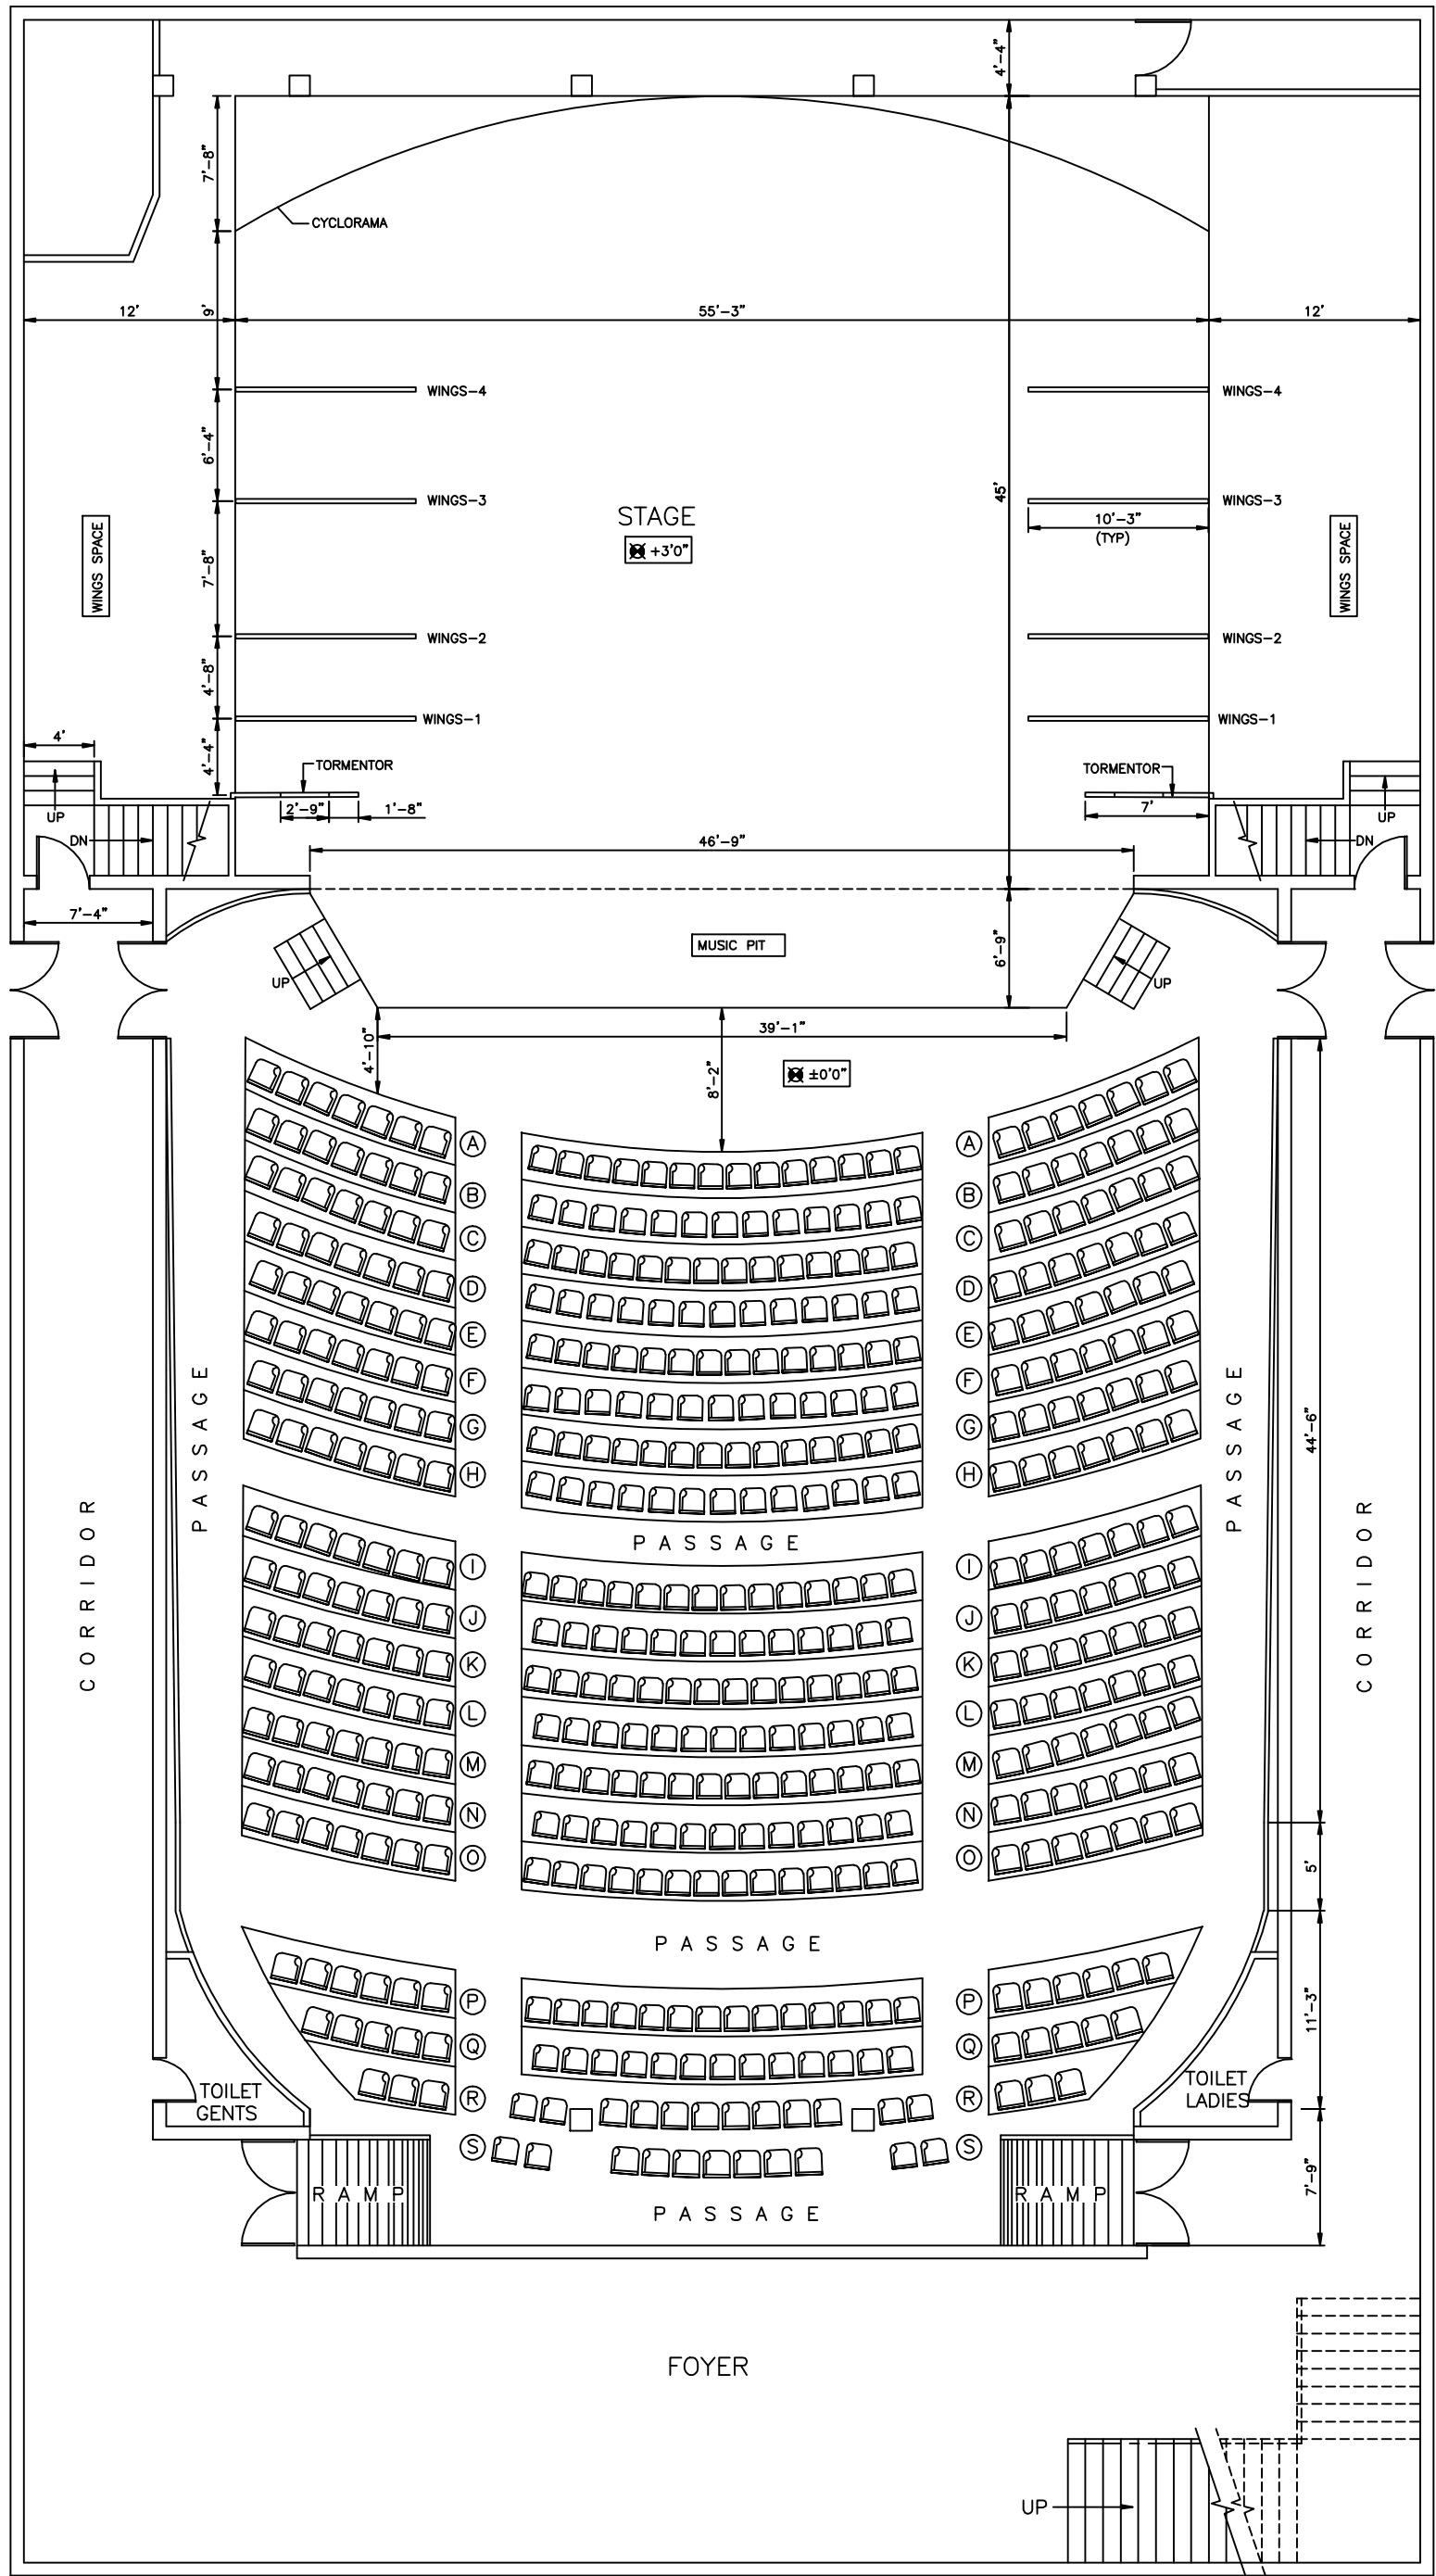 4'-4"
7'-8"
CYCLORAMA
12'
9'
55'-3"
12'
WINGS-4
WINGS-4
6'-4"
45'
WINGS-3
WINGS-3
STAGE
10'-3"
(TYP)
+3'0"
WINGS SPACE
7'-8"
WINGS SPACE
WINGS-2
WINGS-2
4'-8"
WINGS-1
WINGS-1
4'
4'-4"
TORMENTOR
TORMENTOR
2'-9"
1'-8"
7'
UP
UP
DN
DN
46'-9"
7'-4"
MUSIC PIT
6'-9"
UP
UP
39'-1"
4'-10"
8'-2"
±0'0"
A
A
B
B
C
C
D
D
E
E
F
F
PASSAGE
PASSAGE
G
G
44'-6"
H
H
PASSAGE
I
I
CORRIDOR
CORRIDOR
J
J
K
K
L
L
M
M
N
N
O
O
5'
PASSAGE
P
P
11'-3"
Q
Q
TOILET
GENTS
R
R
TOILET
LADIES
S
S
7'-9"
RAMP
RAMP
PASSAGE
FOYER
UP